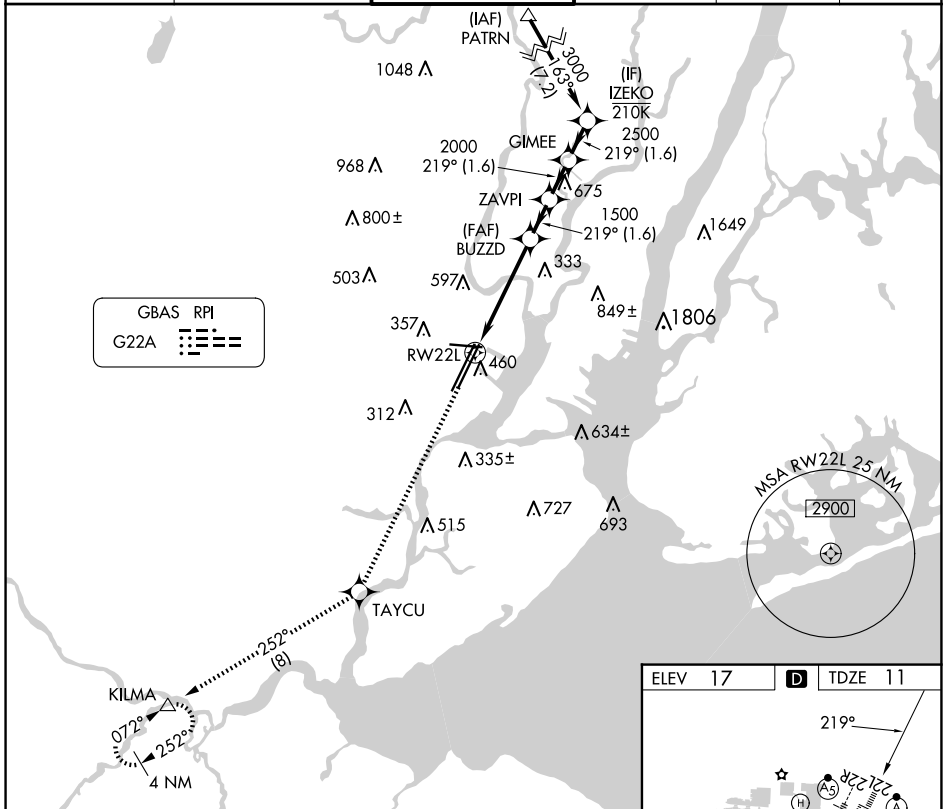 (IAF)
PATRN
3000
163°
(7.2)
1048
(IF)
IZEKO
210K
GIMEE
2500
219° (1.6)
2000
219° (1.6)
968
675
ZAVPI
800±
1500
219° (1.6)
1649
(FAF)
BUZZD
333
503
597
849±
1806
GBAS RPI
G22A
357
RW22L
460
312
634±
335±
MSA RW22L 25 NM
2900
727
693
515
TAYCU
252°
(8)
KILMA
072°
252°
4 NM
ELEV 17
D
TDZE 11
219°
22R
22L
A5
H
A